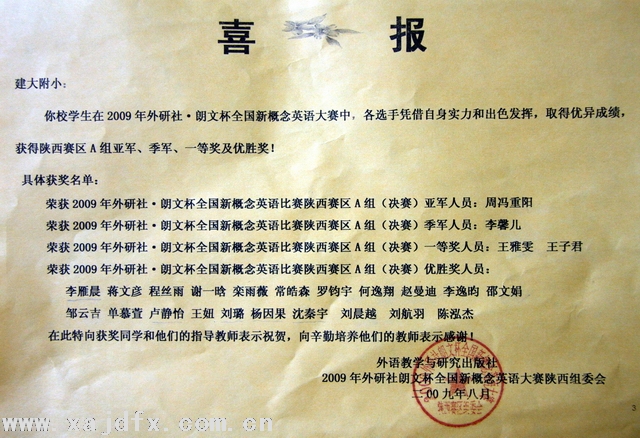 喜 报
建大附小：
你校学生在2009年外研社·朗文杯全国新概念英语大赛中，各选手凭借自身实力和出色发挥，取得优异成绩，
获得陕西赛区A组亚军、季军、一等奖及优胜奖！
具体获奖名单：
荣获2009年外研社·朗文杯全国新概念英语比赛陕西赛区A组（决赛）亚军人员：周冯重阳
荣获2009年外研社·朗文杯全国新概念英语比赛陕西赛区A组（决赛）季军人员：李馨儿
荣获2009年外研社·朗文杯全国新概念英语比赛陕西赛区A组（决赛）一等奖人员：王雅雯 王子君
荣获2009年外研社·朗文杯全国新概念英语比赛陕西赛区A组（决赛）优胜奖人员：
李雁晨 蒋文彦 程丝雨 谢一晗 栾雨薇 常皓森 罗钧宇 何逸翔 赵曼迪 李逸昀 邵文娟
邹云吉 单慕萱 卢静怡 王妞 刘璐 杨因果 沈秦宇 刘晨越 刘航羽 陈泓杰
在此特向获奖同学和他们的指导教师表示祝贺，向辛勤培养他们的教师表示感谢！
外语教学与研究出版社
2009年外研社朗文杯全国新概念英语大赛陕西组委会
00九年八月
www.xajdfx.com.cn
3